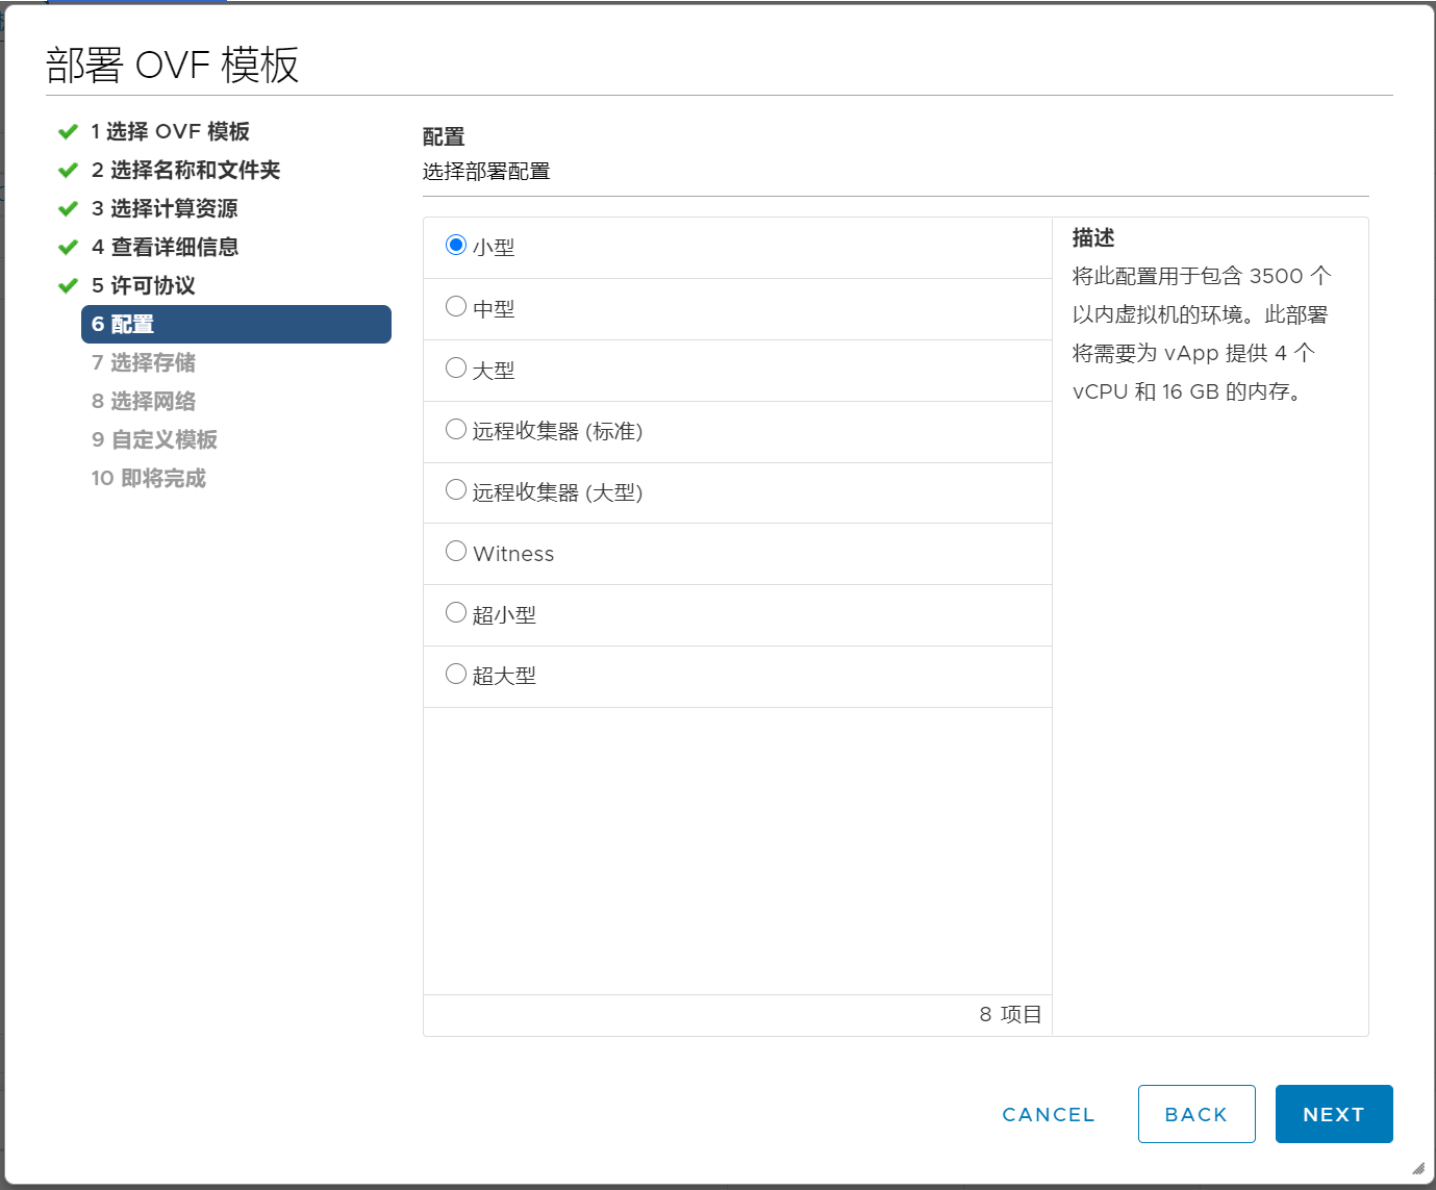 部署 OVF 模板
1 选择 OVF 模板
2 选择名称和文件夹
3 选择计算资源
4 查看详细信息
5 许可协议
6 配置
7 选择存储
8 选择网络
9 自定义模板
10 即将完成
配置
选择部署配置
小型
中型
大型
远程收集器 (标准)
远程收集器 (大型)
Witness
超小型
超大型
8 项目
描述
将此配置用于包含 3500 个
以内虚拟机的环境。此部署
将需要为 vApp 提供 4 个
vCPU 和 16 GB 的内存。
CANCEL
BACK
NEXT